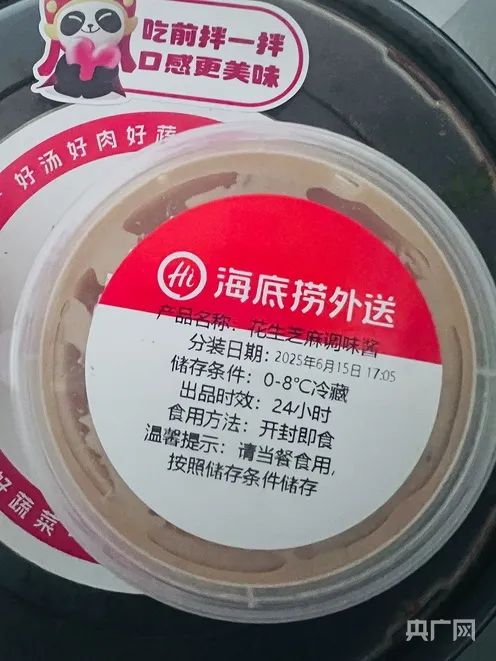 吃前拌一拌
口感更美味
好汤好肉好蔬
Hi 海底捞外送
产品名称：花生芝麻调味酱
分装日期：2025年6月15日 17:05
储存条件：0-8℃冷藏
出品时效：24小时
食用方法：开封即食
温馨提示：请当餐食用，
按照储存条件储存
好蔬菜
央广网